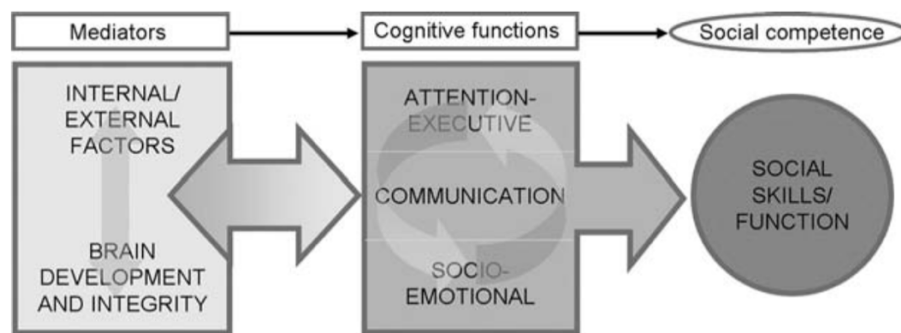 Mediators
Cognitive functions
Social competence
INTERNAL/
EXTERNAL
FACTORS
BRAIN
DEVELOPMENT
AND INTEGRITY
ATTENTION-
EXECUTIVE
COMMUNICATION
SOCIO-
EMOTIONAL
SOCIAL
SKILLS/
FUNCTION